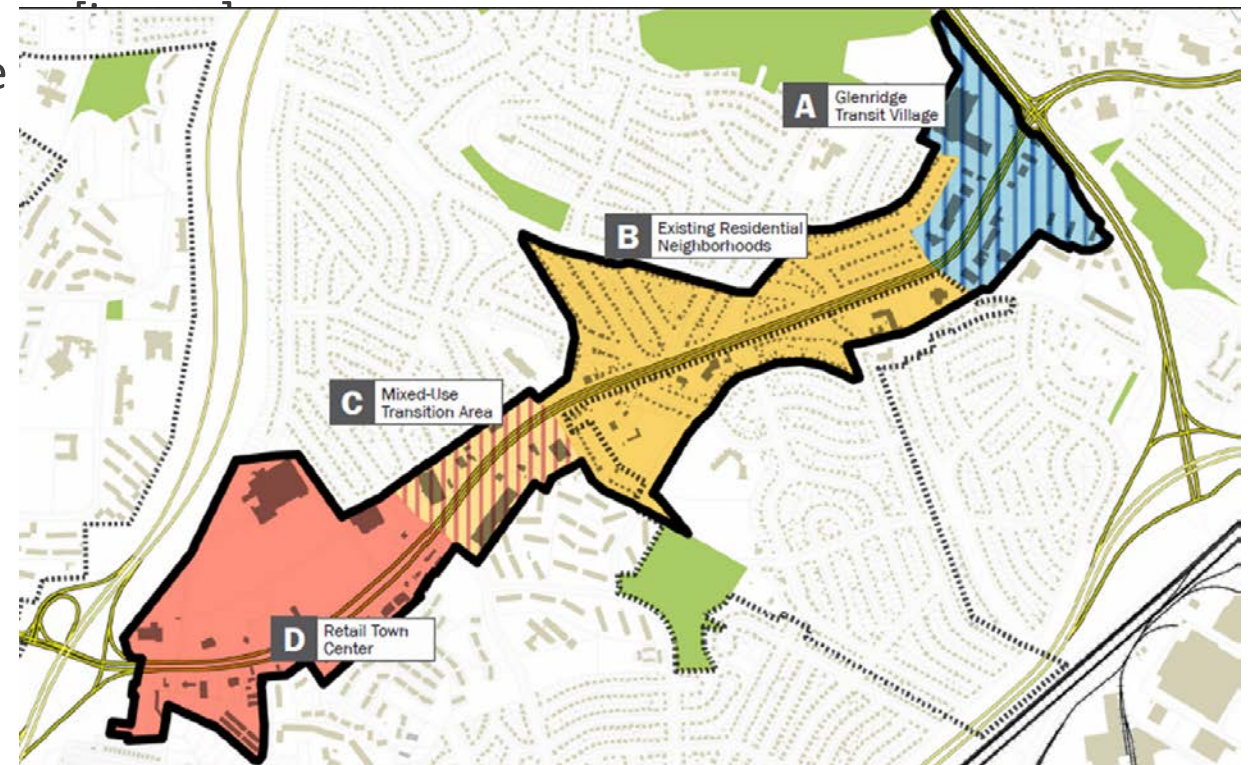 A
Glenridge
Transit Village
B
Existing Residential
Neighborhoods
C
Mixed-Use
Transition Area
D
Retail Town
Center